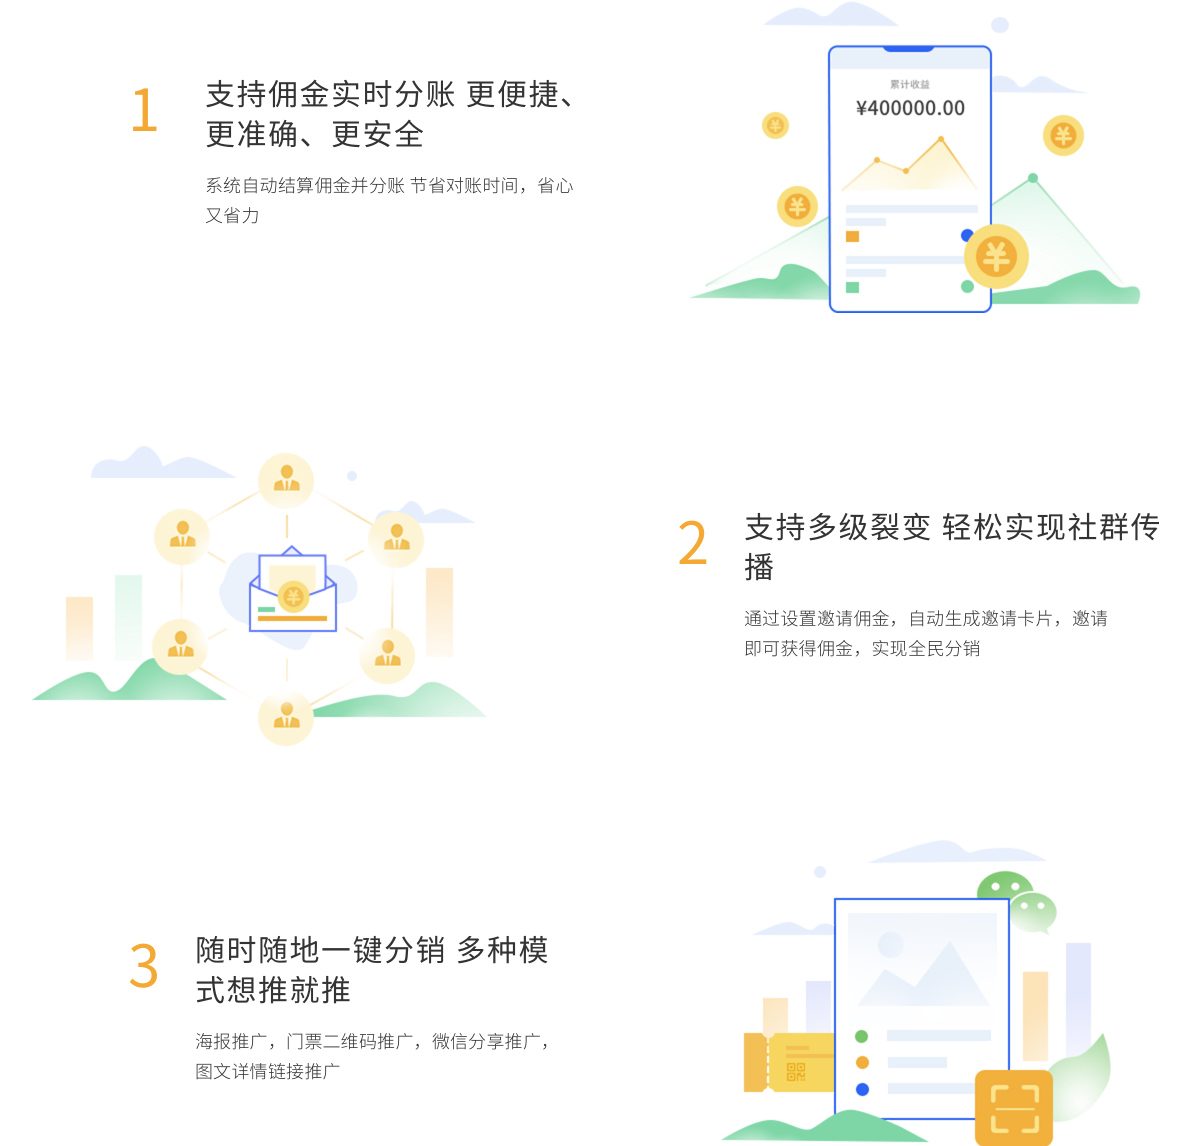 1
支持佣金实时分账 更便捷、
更准确、更安全
系统自动结算佣金并分账 节省对账时间，省心
又省力
累计收益
¥400000.00
2
支持多级裂变 轻松实现社群传
播
通过设置邀请佣金，自动生成邀请卡片，邀请
即可获得佣金，实现全民分销
3
随时随地一键分销 多种模
式想推就推
海报推广，门票二维码推广，微信分享推广，
图文详情链接推广